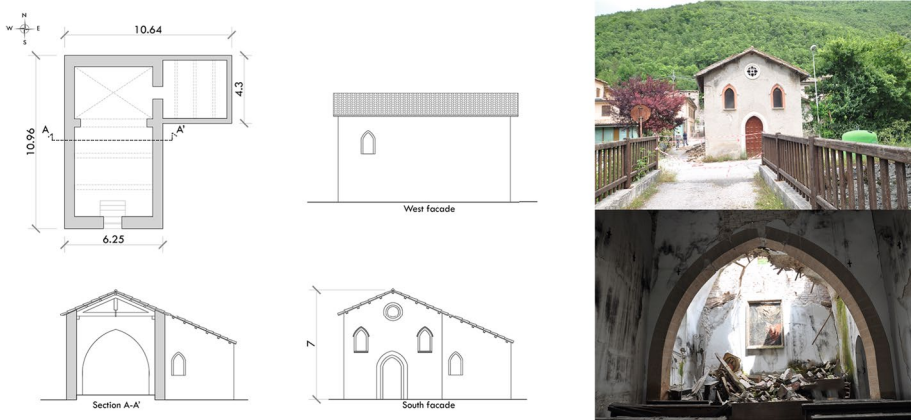 N
W E
S
10.64
4.3
A A'
10.96
6.25
West facade
7
Section A-A'
South facade